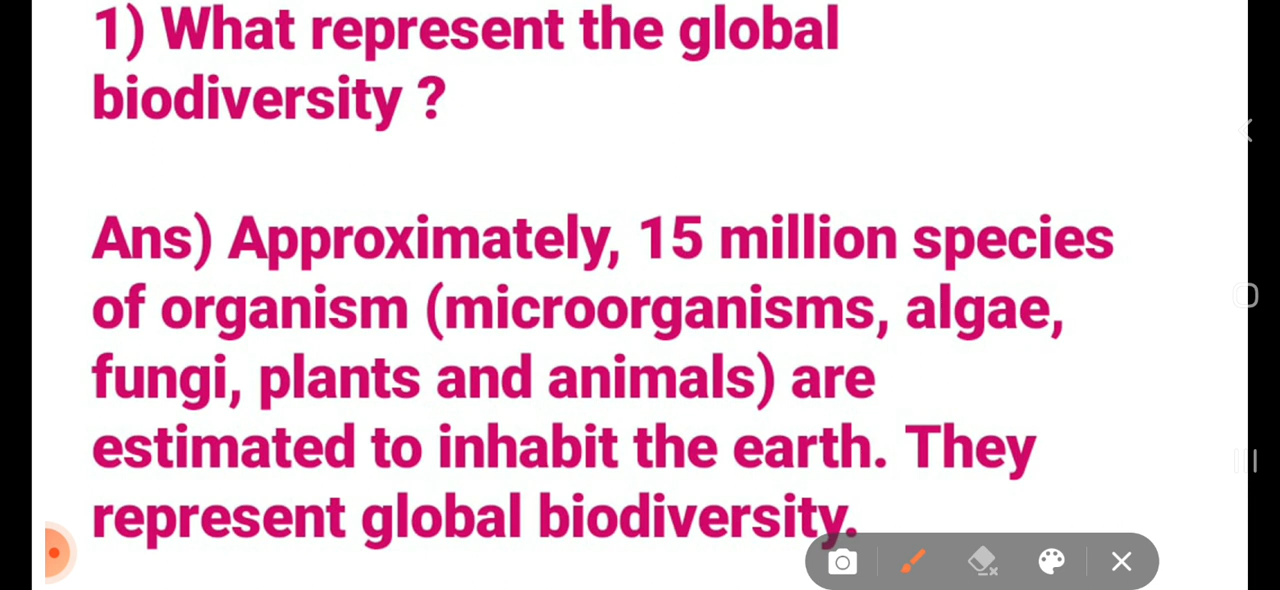 1) What represent the global
biodiversity ?
Ans) Approximately, 15 million species
of organism (microorganisms, algae,
fungi, plants and animals) are
estimated to inhabit the earth. They
represent global biodiversity.